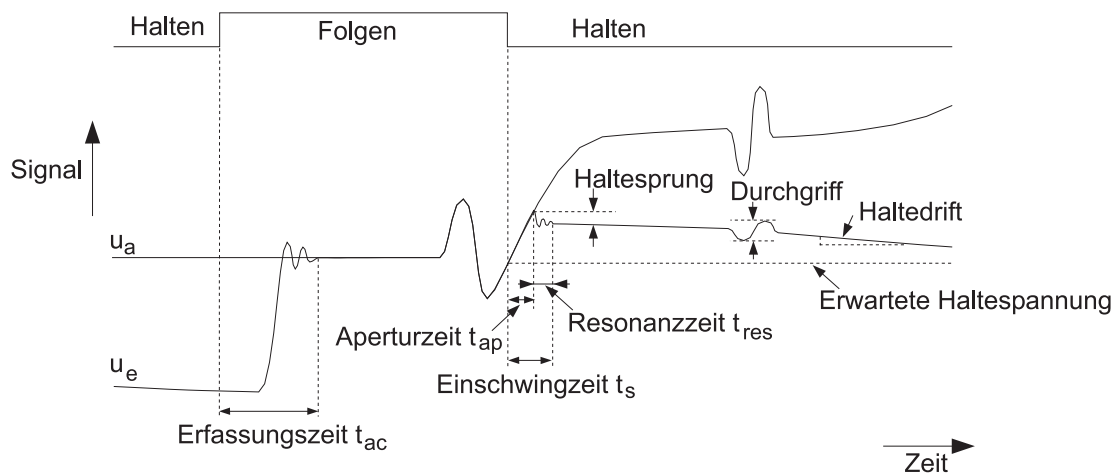 Halten
Folgen
Halten
Signal
Haltesprung
Durchgriff
Haltedrift
u_a
Erwartete Haltespannung
Aperturzeit t_ap
Resonanzzeit t_res
u_e
Einschwingzeit t_s
Erfassungszeit t_ac
Zeit